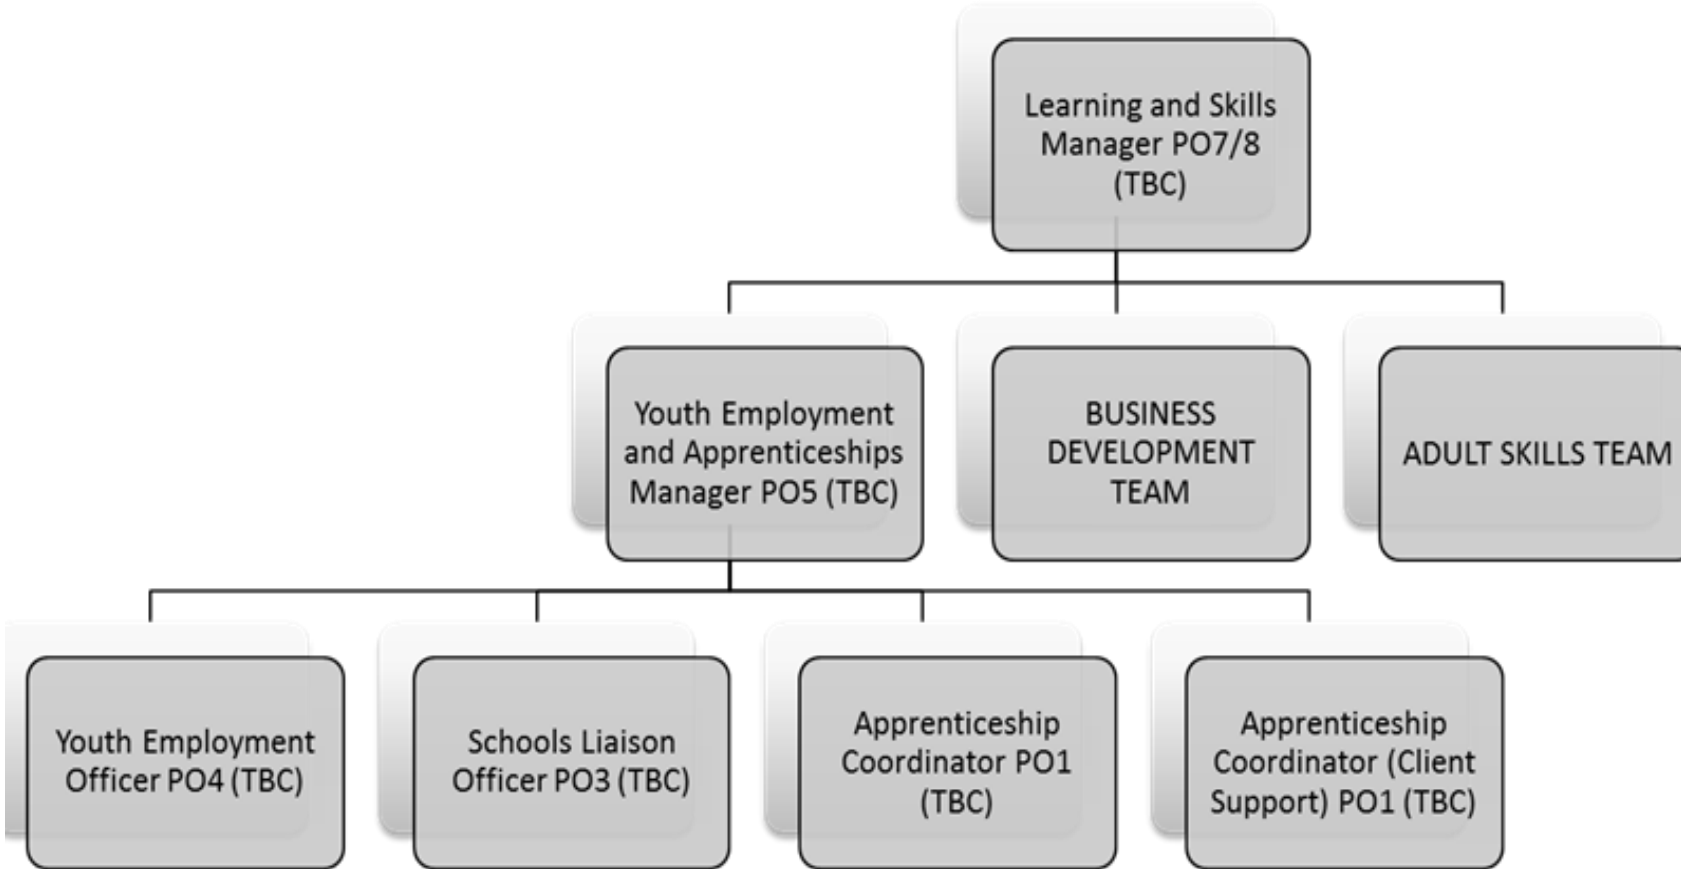 Learning and Skills
Manager PO7/8
(TBC)
Youth Employment
and Apprenticeships
Manager PO5 (TBC)
BUSINESS
DEVELOPMENT
TEAM
ADULT SKILLS TEAM
Youth Employment
Officer PO4 (TBC)
Schools Liaison
Officer PO3 (TBC)
Apprenticeship
Coordinator PO1
(TBC)
Apprenticeship
Coordinator (Client
Support) PO1 (TBC)